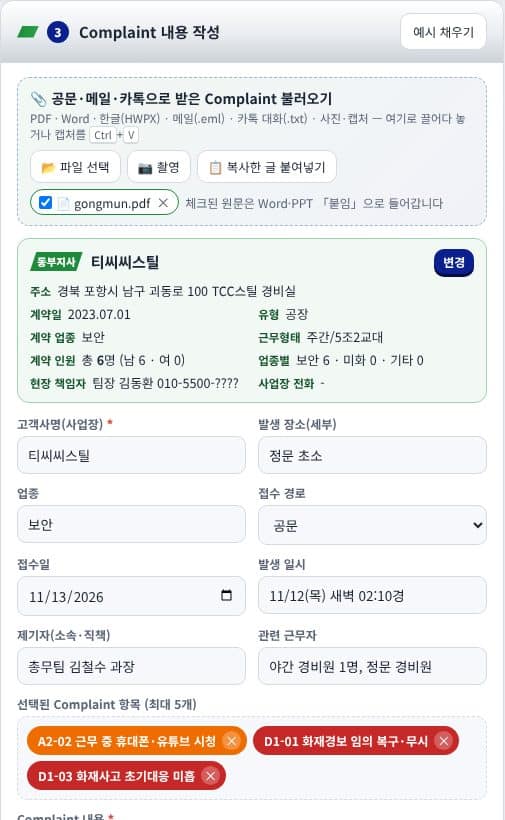 3 Complaint 내용 작성
예시 채우기
📎 공문·메일·카톡으로 받은 Complaint 불러오기
PDF · Word · 한글(HWPX) · 메일(.eml) · 카톡 대화(.txt) · 사진·캡처 — 여기로 끌어다 놓
거나 캡처를 Ctrl+V
📂 파일 선택
📷 촬영
📋 복사한 글 붙여넣기
📄 gongmun.pdf ×
체크된 원문은 Word·PPT 「붙임」으로 들어갑니다
동부지사 티씨씨스틸
변경
주소 경북 포항시 남구 괴동로 100 TCC스틸 경비실
계약일 2023.07.01
유형 공장
계약 업종 보안
근무형태 주간/5조2교대
계약 인원 총 6명 (남 6 · 여 0)
업종별 보안 6 · 미화 0 · 기타 0
현장 책임자 팀장 김동환 010-5500-????
사업장 전화 -
고객사명(사업장) *
발생 장소(세부)
티씨씨스틸
정문 초소
업종
접수 경로
보안
공문
접수일
발생 일시
11/13/2026
11/12(목) 새벽 02:10경
제기자(소속·직책)
관련 근무자
총무팀 김철수 과장
야간 경비원 1명, 정문 경비원
선택된 Complaint 항목 (최대 5개)
A2-02 근무 중 휴대폰·유튜브 시청 ×
D1-01 화재경보 임의 복구·무시 ×
D1-03 화재사고 초기대응 미흡 ×
Complaint 내용 *